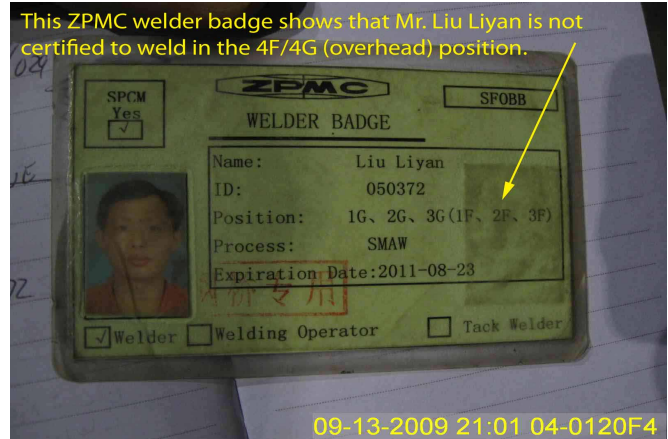 This ZPMC welder badge shows that Mr. Liu Liyan is not
certified to weld in the 4F/4G (overhead) position.
SPCM
Yes
√
ZPMC
SFOBB
WELDER BADGE
Name: Liu Liyan
ID: 050372
Position: 1G、2G、3G(1F、2F、3F)
Process: SMAW
Expiration Date:2011-08-23
专用
√ Welder Welding Operator Tack Welder
09-13-2009 21:01 04-0120F4